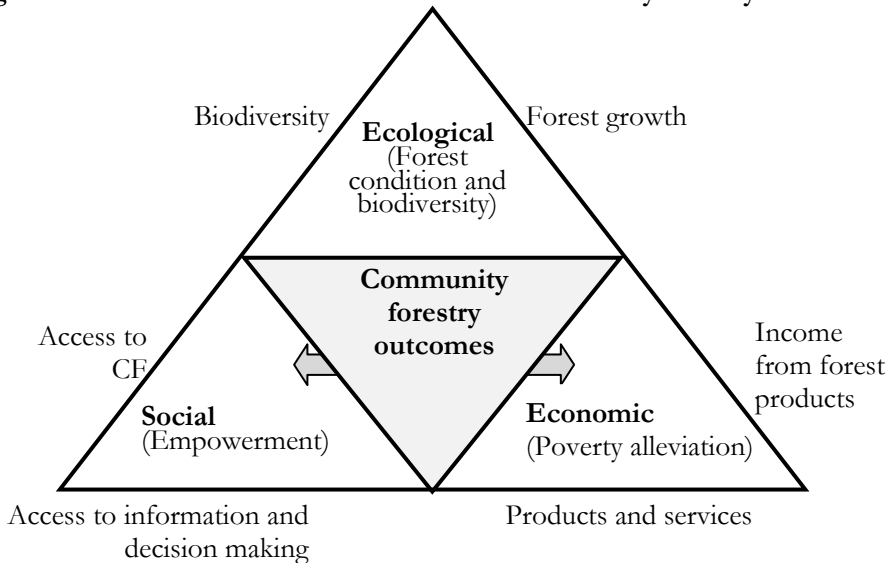 Biodiversity
Forest growth
Ecological
(Forest
condition and
biodiversity)
Community
forestry
outcomes
Access to
CF
Income
from forest
products
Social
(Empowerment)
Economic
(Poverty alleviation)
Access to information and
decision making
Products and services